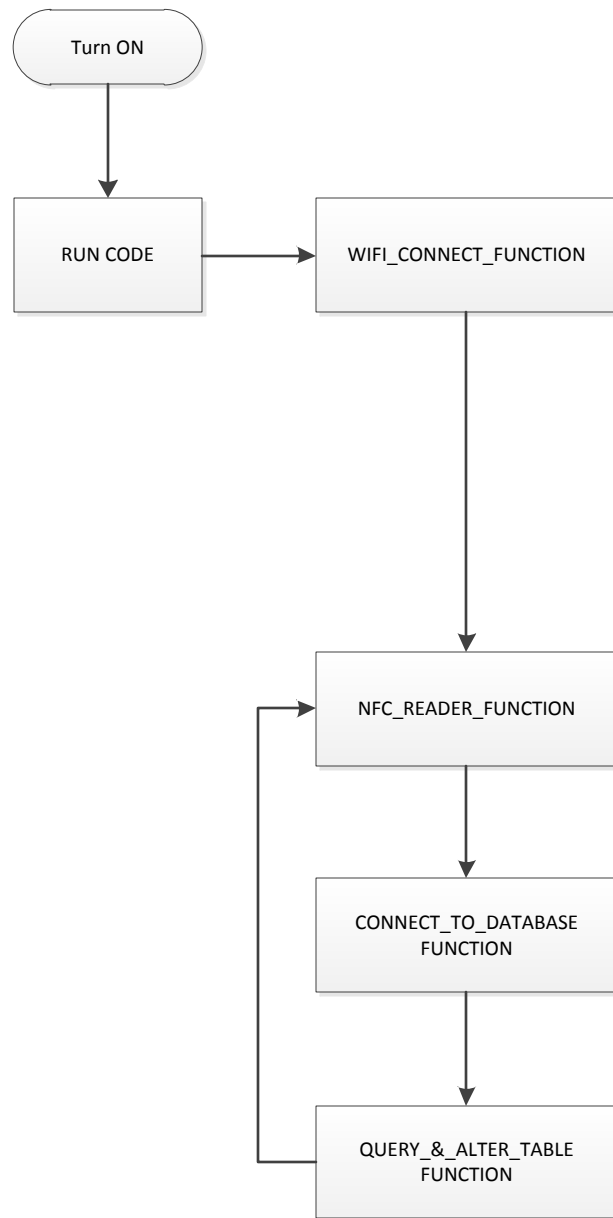 Turn ON
RUN CODE
WIFI_CONNECT_FUNCTION
NFC_READER_FUNCTION
CONNECT_TO_DATABASE
FUNCTION
QUERY_&_ALTER_TABLE
FUNCTION